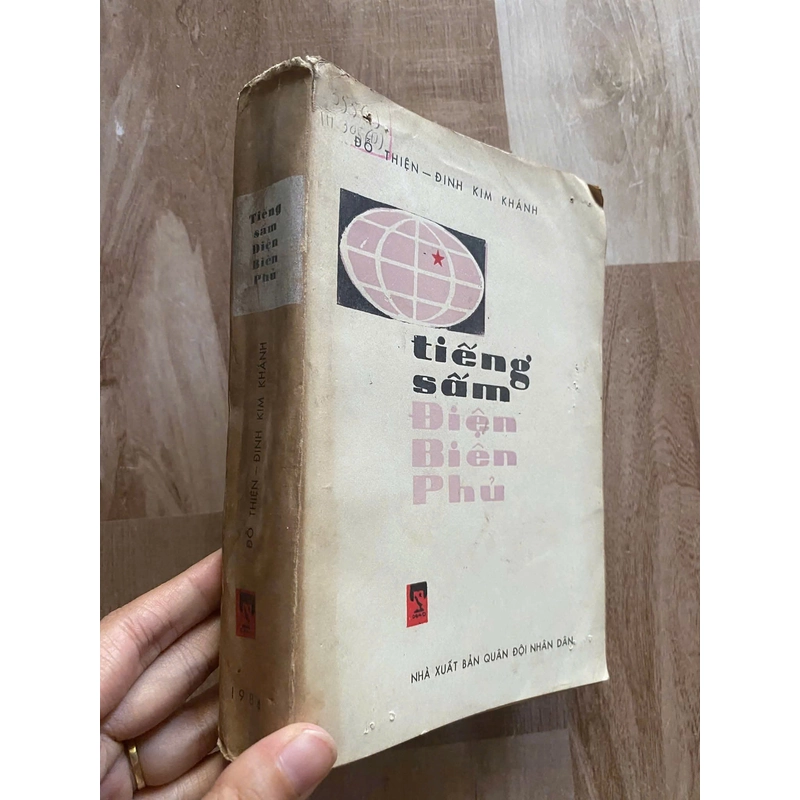 ĐỖ THIỆN — ĐINH KIM KHÁNH
tiếng
sấm
Điện
Biên
Phủ
NHÀ XUẤT BẢN QUÂN ĐỘI NHÂN DÂN
Tiếng
sấm
Điện
Biên
Phủ
ĐỖ THIỆN — ĐINH KIM KHÁNH